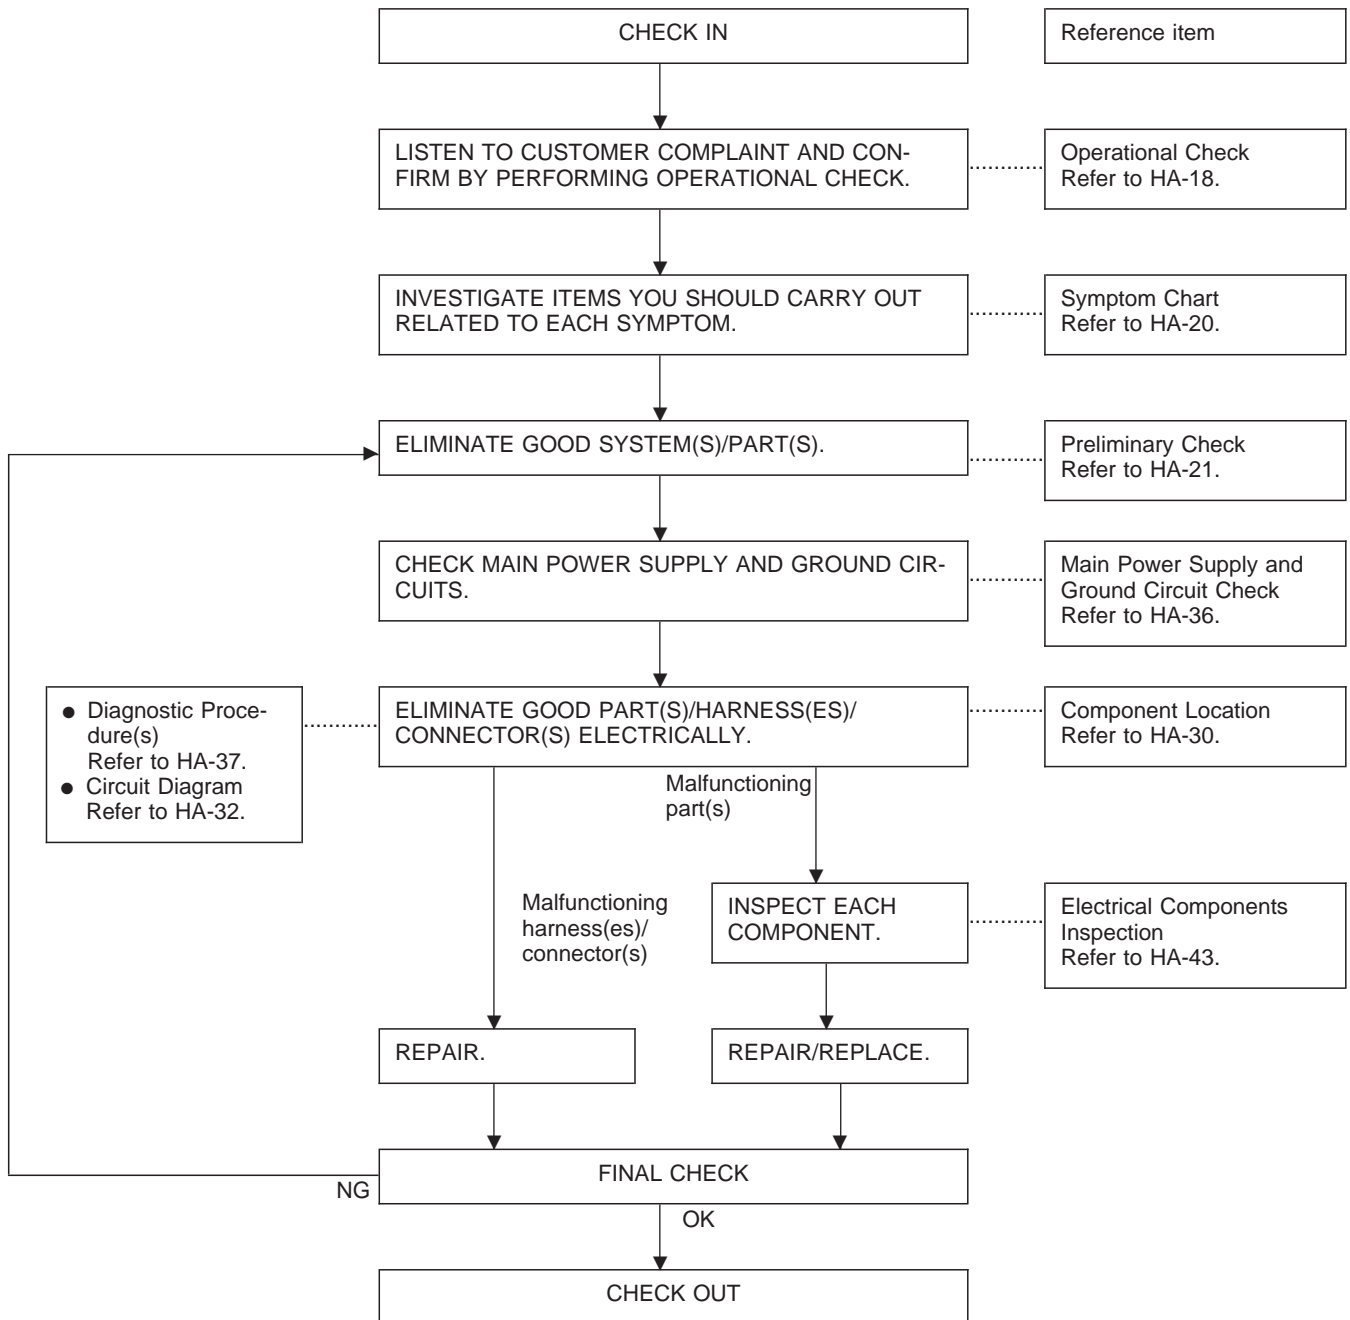 CHECK IN
Reference item
LISTEN TO CUSTOMER COMPLAINT AND CON-
FIRM BY PERFORMING OPERATIONAL CHECK.
Operational Check
Refer to HA-18.
INVESTIGATE ITEMS YOU SHOULD CARRY OUT
RELATED TO EACH SYMPTOM.
Symptom Chart
Refer to HA-20.
ELIMINATE GOOD SYSTEM(S)/PART(S).
Preliminary Check
Refer to HA-21.
CHECK MAIN POWER SUPPLY AND GROUND CIR-
CUITS.
Main Power Supply and
Ground Circuit Check
Refer to HA-36.
● Diagnostic Proce-
dure(s)
Refer to HA-37.
● Circuit Diagram
Refer to HA-32.
ELIMINATE GOOD PART(S)/HARNESS(ES)/
CONNECTOR(S) ELECTRICALLY.
Component Location
Refer to HA-30.
Malfunctioning
part(s)
Malfunctioning
harness(es)/
connector(s)
INSPECT EACH
COMPONENT.
Electrical Components
Inspection
Refer to HA-43.
REPAIR.
REPAIR/REPLACE.
FINAL CHECK
NG
OK
CHECK OUT